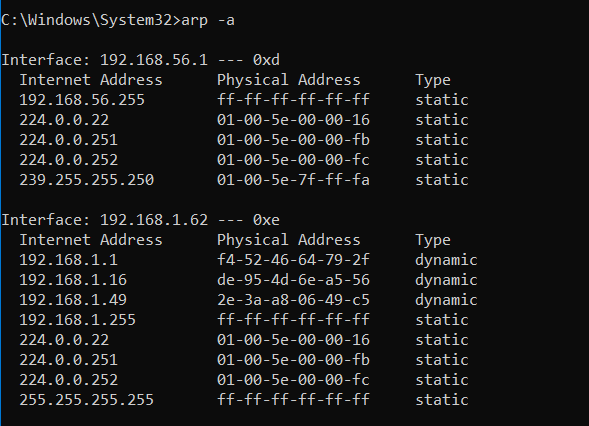 C:\Windows\System32>arp -a
Interface: 192.168.56.1 --- 0xd
Internet Address Physical Address Type
192.168.56.255 ff-ff-ff-ff-ff-ff static
224.0.0.22 01-00-5e-00-00-16 static
224.0.0.251 01-00-5e-00-00-fb static
224.0.0.252 01-00-5e-00-00-fc static
239.255.255.250 01-00-5e-7f-ff-fa static
Interface: 192.168.1.62 --- 0xe
Internet Address Physical Address Type
192.168.1.1 f4-52-46-64-79-2f dynamic
192.168.1.16 de-95-4d-6e-a5-56 dynamic
192.168.1.49 2e-3a-a8-06-49-c5 dynamic
192.168.1.255 ff-ff-ff-ff-ff-ff static
224.0.0.22 01-00-5e-00-00-16 static
224.0.0.251 01-00-5e-00-00-fb static
224.0.0.252 01-00-5e-00-00-fc static
255.255.255.255 ff-ff-ff-ff-ff-ff static